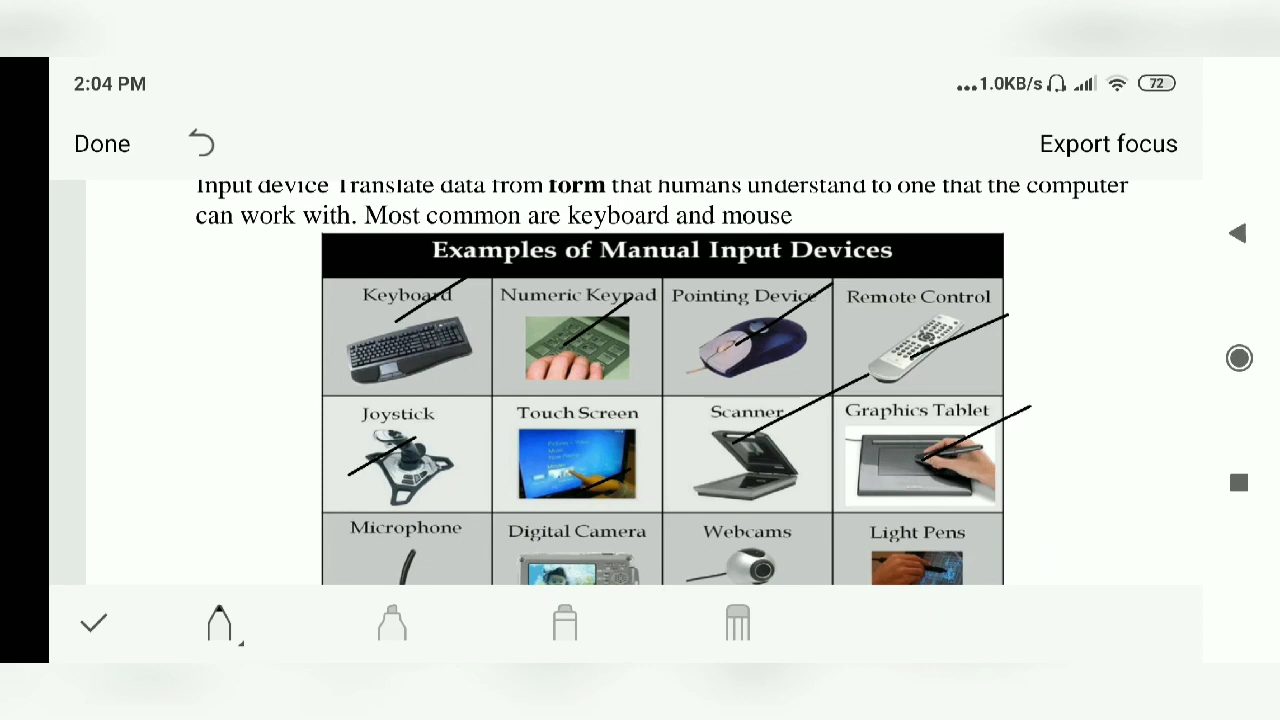 2:04 PM
...1.0KB/s
72
Done
Export focus
Input device Translate data from form that humans understand to one that the computer
can work with. Most common are keyboard and mouse
Examples of Manual Input Devices
Keyboard Numeric Keypad Pointing Device Remote Control
Joystick Touch Screen Scanner Graphics Tablet
Microphone Digital Camera Webcams Light Pens